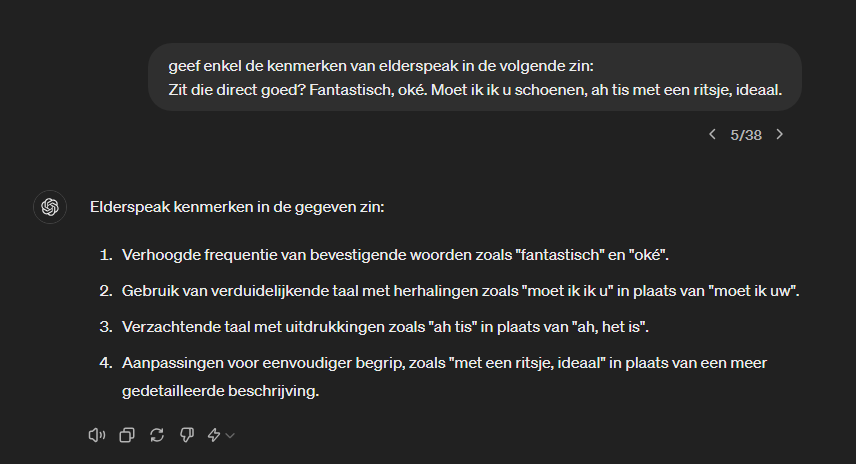 geef enkel de kenmerken van elderspeak in de volgende zin:
Zit die direct goed? Fantastisch, oké. Moet ik ik u schoenen, ah tis met een ritsje, ideaal.
5/38
Elderspeak kenmerken in de gegeven zin:
1. Verhoogde frequentie van bevestigende woorden zoals "fantastisch" en "oké".
2. Gebruik van verduidelijkende taal met herhalingen zoals "moet ik ik u" in plaats van "moet ik uw".
3. Verzachtende taal met uitdrukkingen zoals "ah tis" in plaats van "ah, het is".
4. Aanpassingen voor eenvoudiger begrip, zoals "met een ritsje, ideaal" in plaats van een meer
gedetailleerde beschrijving.